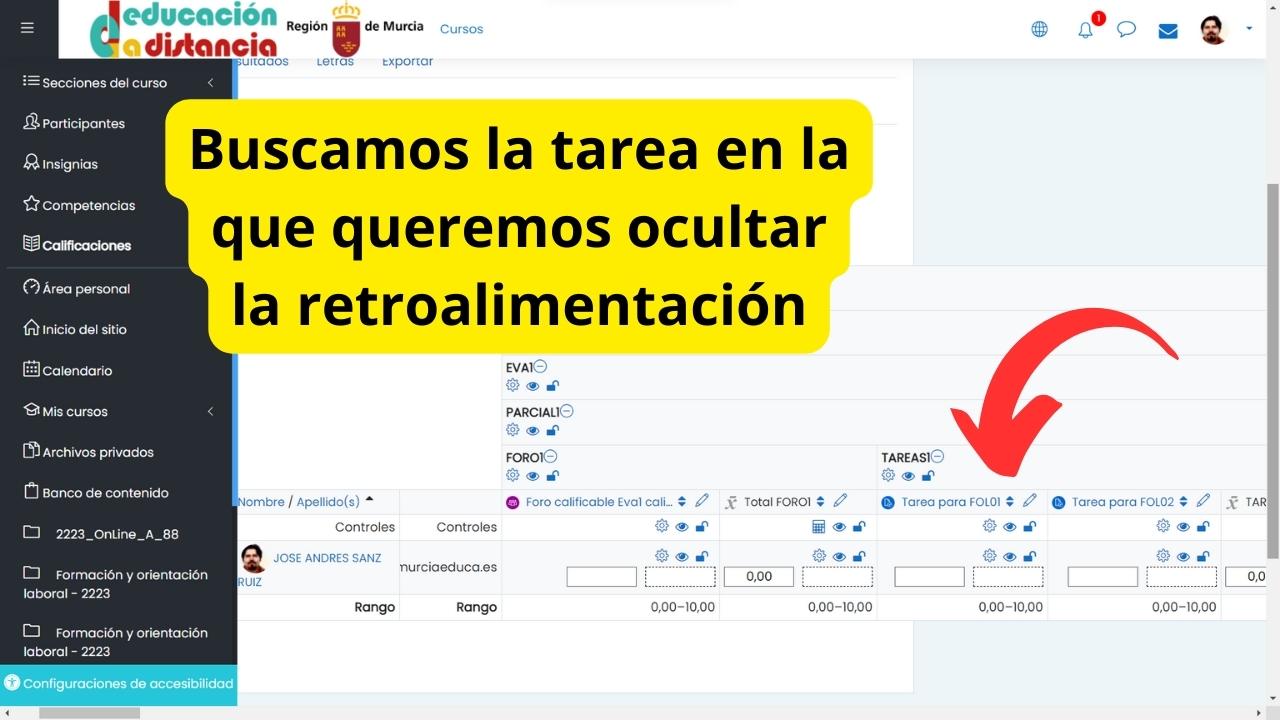 educación
a distancia
Región de Murcia
Cursos
1
Letras
Exportar
Secciones del curso
Participantes
Insignias
Competencias
Calificaciones
Área personal
Inicio del sitio
Calendario
Mis cursos
Archivos privados
Banco de contenido
2223_OnLine_A_88
Formación y orientación
laboral - 2223
Formación y orientación
laboral - 2223
Configuraciones de accesibilidad
Buscamos la tarea en la
que queremos ocultar
la retroalimentación
EVA1
PARCIAL1
FORO1
TAREAS1
Nombre / Apellido(s)
Foro calificable Eva1 cali...
Total FORO1
Tarea para FOL01
Tarea para FOL02
Controles
Controles
JOSE ANDRES SANZ
RUIZ
murciaeduca.es
0,00
Rango
Rango
0,00–10,00
0,00–10,00
0,00–10,00
0,00–10,00